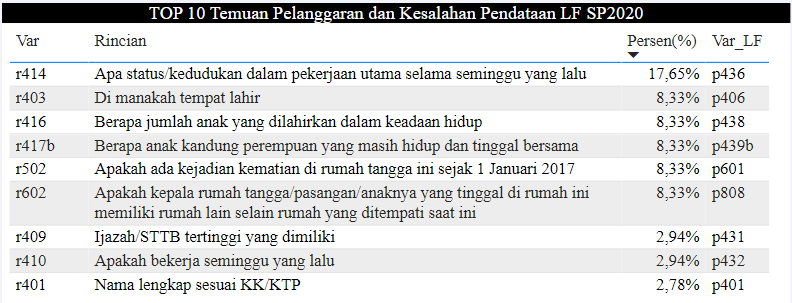 TOP 10 Temuan Pelanggaran dan Kesalahan Pendataan LF SP2020
Var Rincian Persen(%) Var_LF
r414 Apa status/kedudukan dalam pekerjaan utama selama seminggu yang lalu 17,65% p436
r403 Di manakah tempat lahir 8,33% p406
r416 Berapa jumlah anak yang dilahirkan dalam keadaan hidup 8,33% p438
r417b Berapa anak kandung perempuan yang masih hidup dan tinggal bersama 8,33% p439b
r502 Apakah ada kejadian kematian di rumah tangga ini sejak 1 Januari 2017 8,33% p601
r602 Apakah kepala rumah tangga/pasangan/anaknya yang tinggal di rumah ini 8,33% p808
memiliki rumah lain selain rumah yang ditempati saat ini
r409 Ijazah/STTB tertinggi yang dimiliki 2,94% p431
r410 Apakah bekerja seminggu yang lalu 2,94% p432
r401 Nama lengkap sesuai KK/KTP 2,78% p401